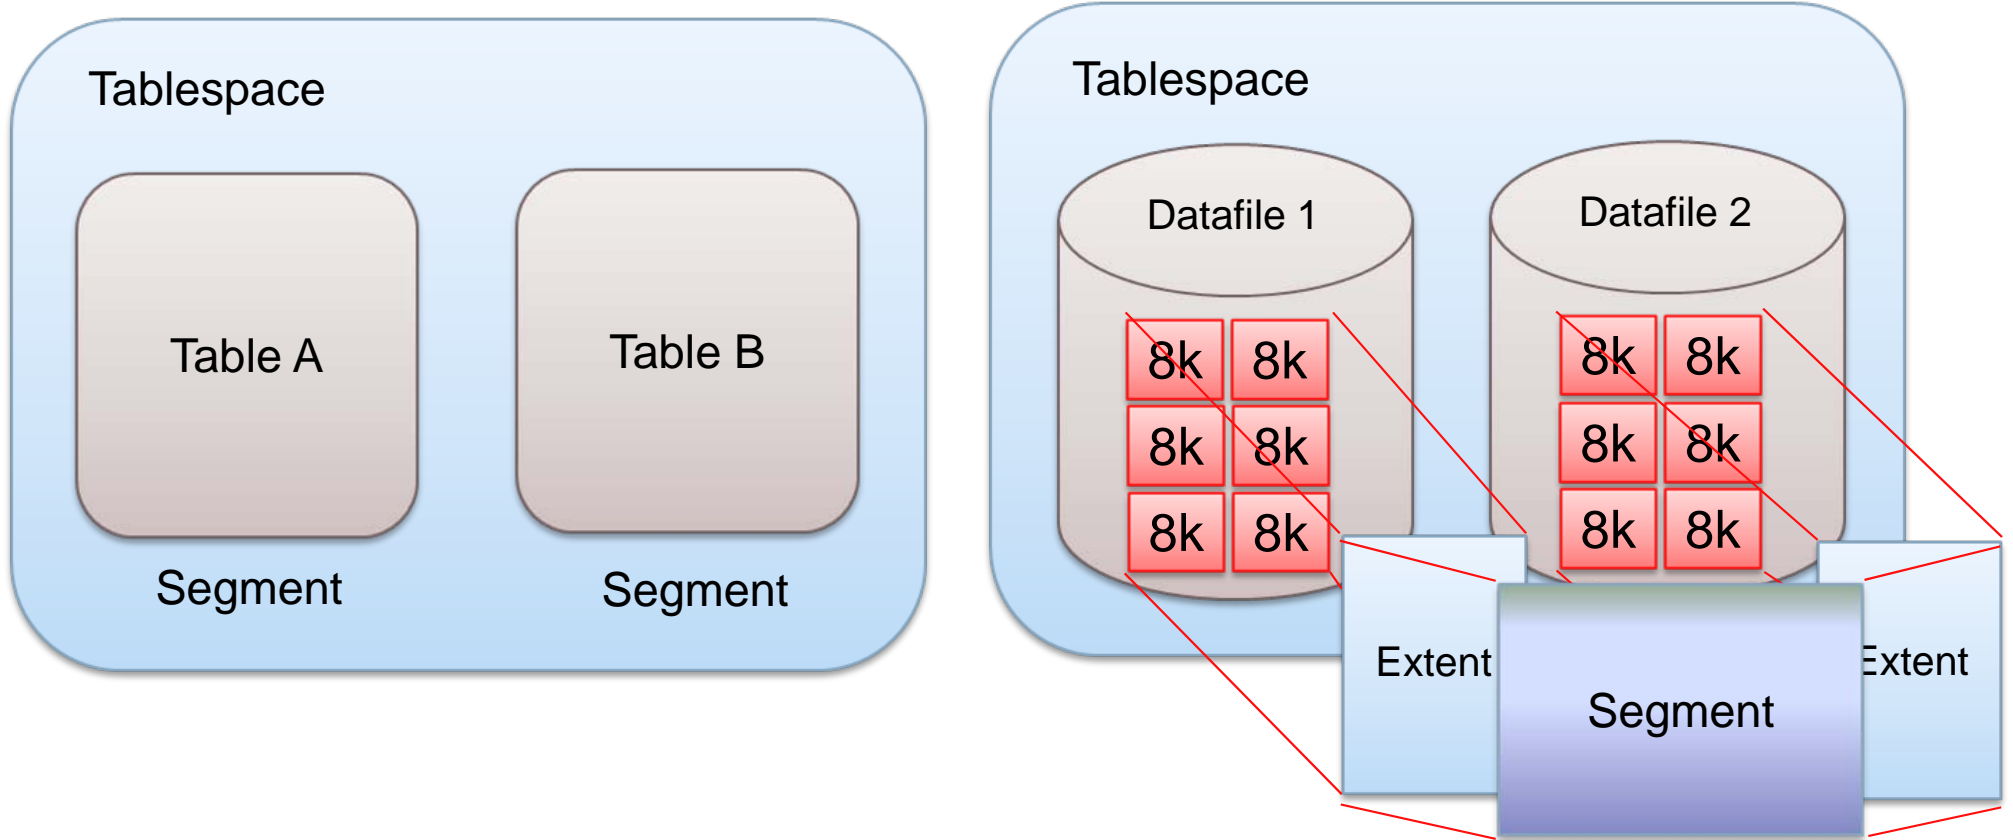 Tablespace
Table A
Table B
Segment
Segment
Tablespace
Datafile 1
Datafile 2
8k 8k
8k 8k
8k 8k
8k 8k
8k 8k
8k 8k
Extent
Segment
Extent